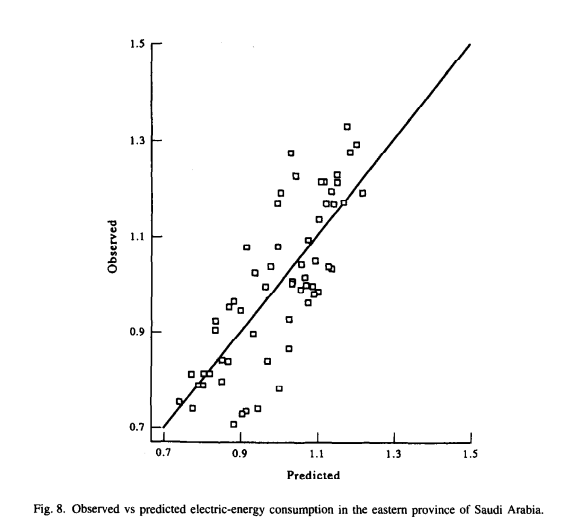 1.5
1.3
1.1
0.9
0.7
Observed
0.7 0.9 1.1 1.3 1.5
Predicted
Fig. 8. Observed vs predicted electric-energy consumption in the eastern province of Saudi Arabia.